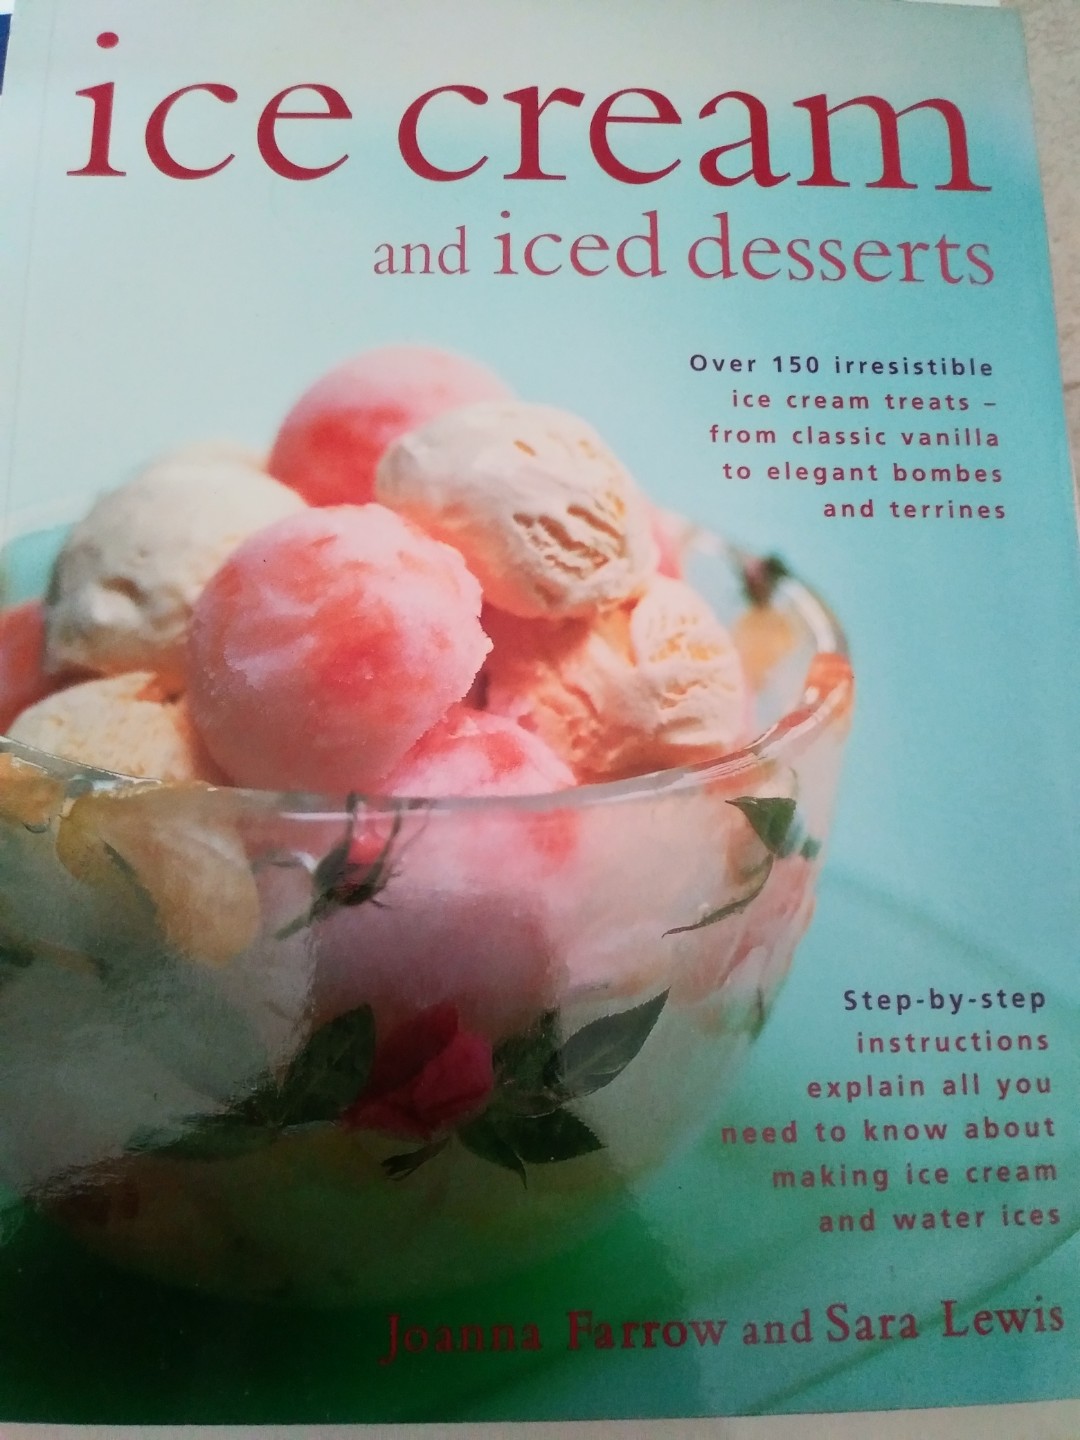 ice cream
and iced desserts
Over 150 irresistible
ice cream treats –
from classic vanilla
to elegant bombes
and terrines
Step-by-step
instructions
explain all you
need to know about
making ice cream
and water ices
Joanna Farrow and Sara Lewis